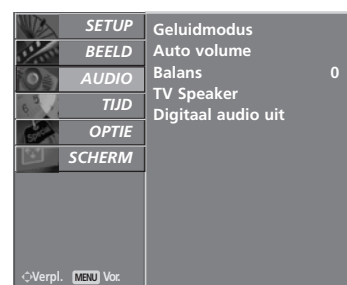 SETUP
BEELD
AUDIO
TIJD
OPTIE
SCHERM
Geluidmodus
Auto volume
Balans 0
TV Speaker
Digitaal audio uit
Verpl. MENU Vor.